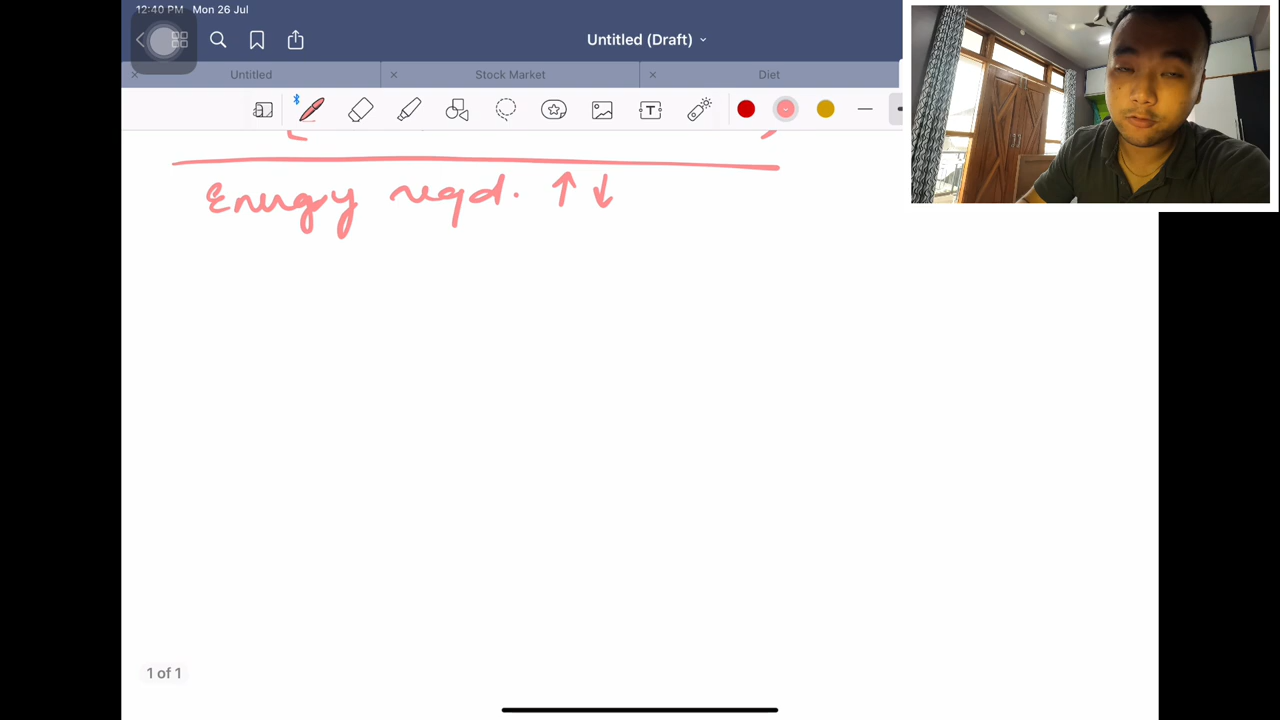 12:40 PM Mon 26 Jul
Untitled (Draft)
Untitled
Stock Market
Diet
T
Energy reqd. ↑ ↓
1 of 1